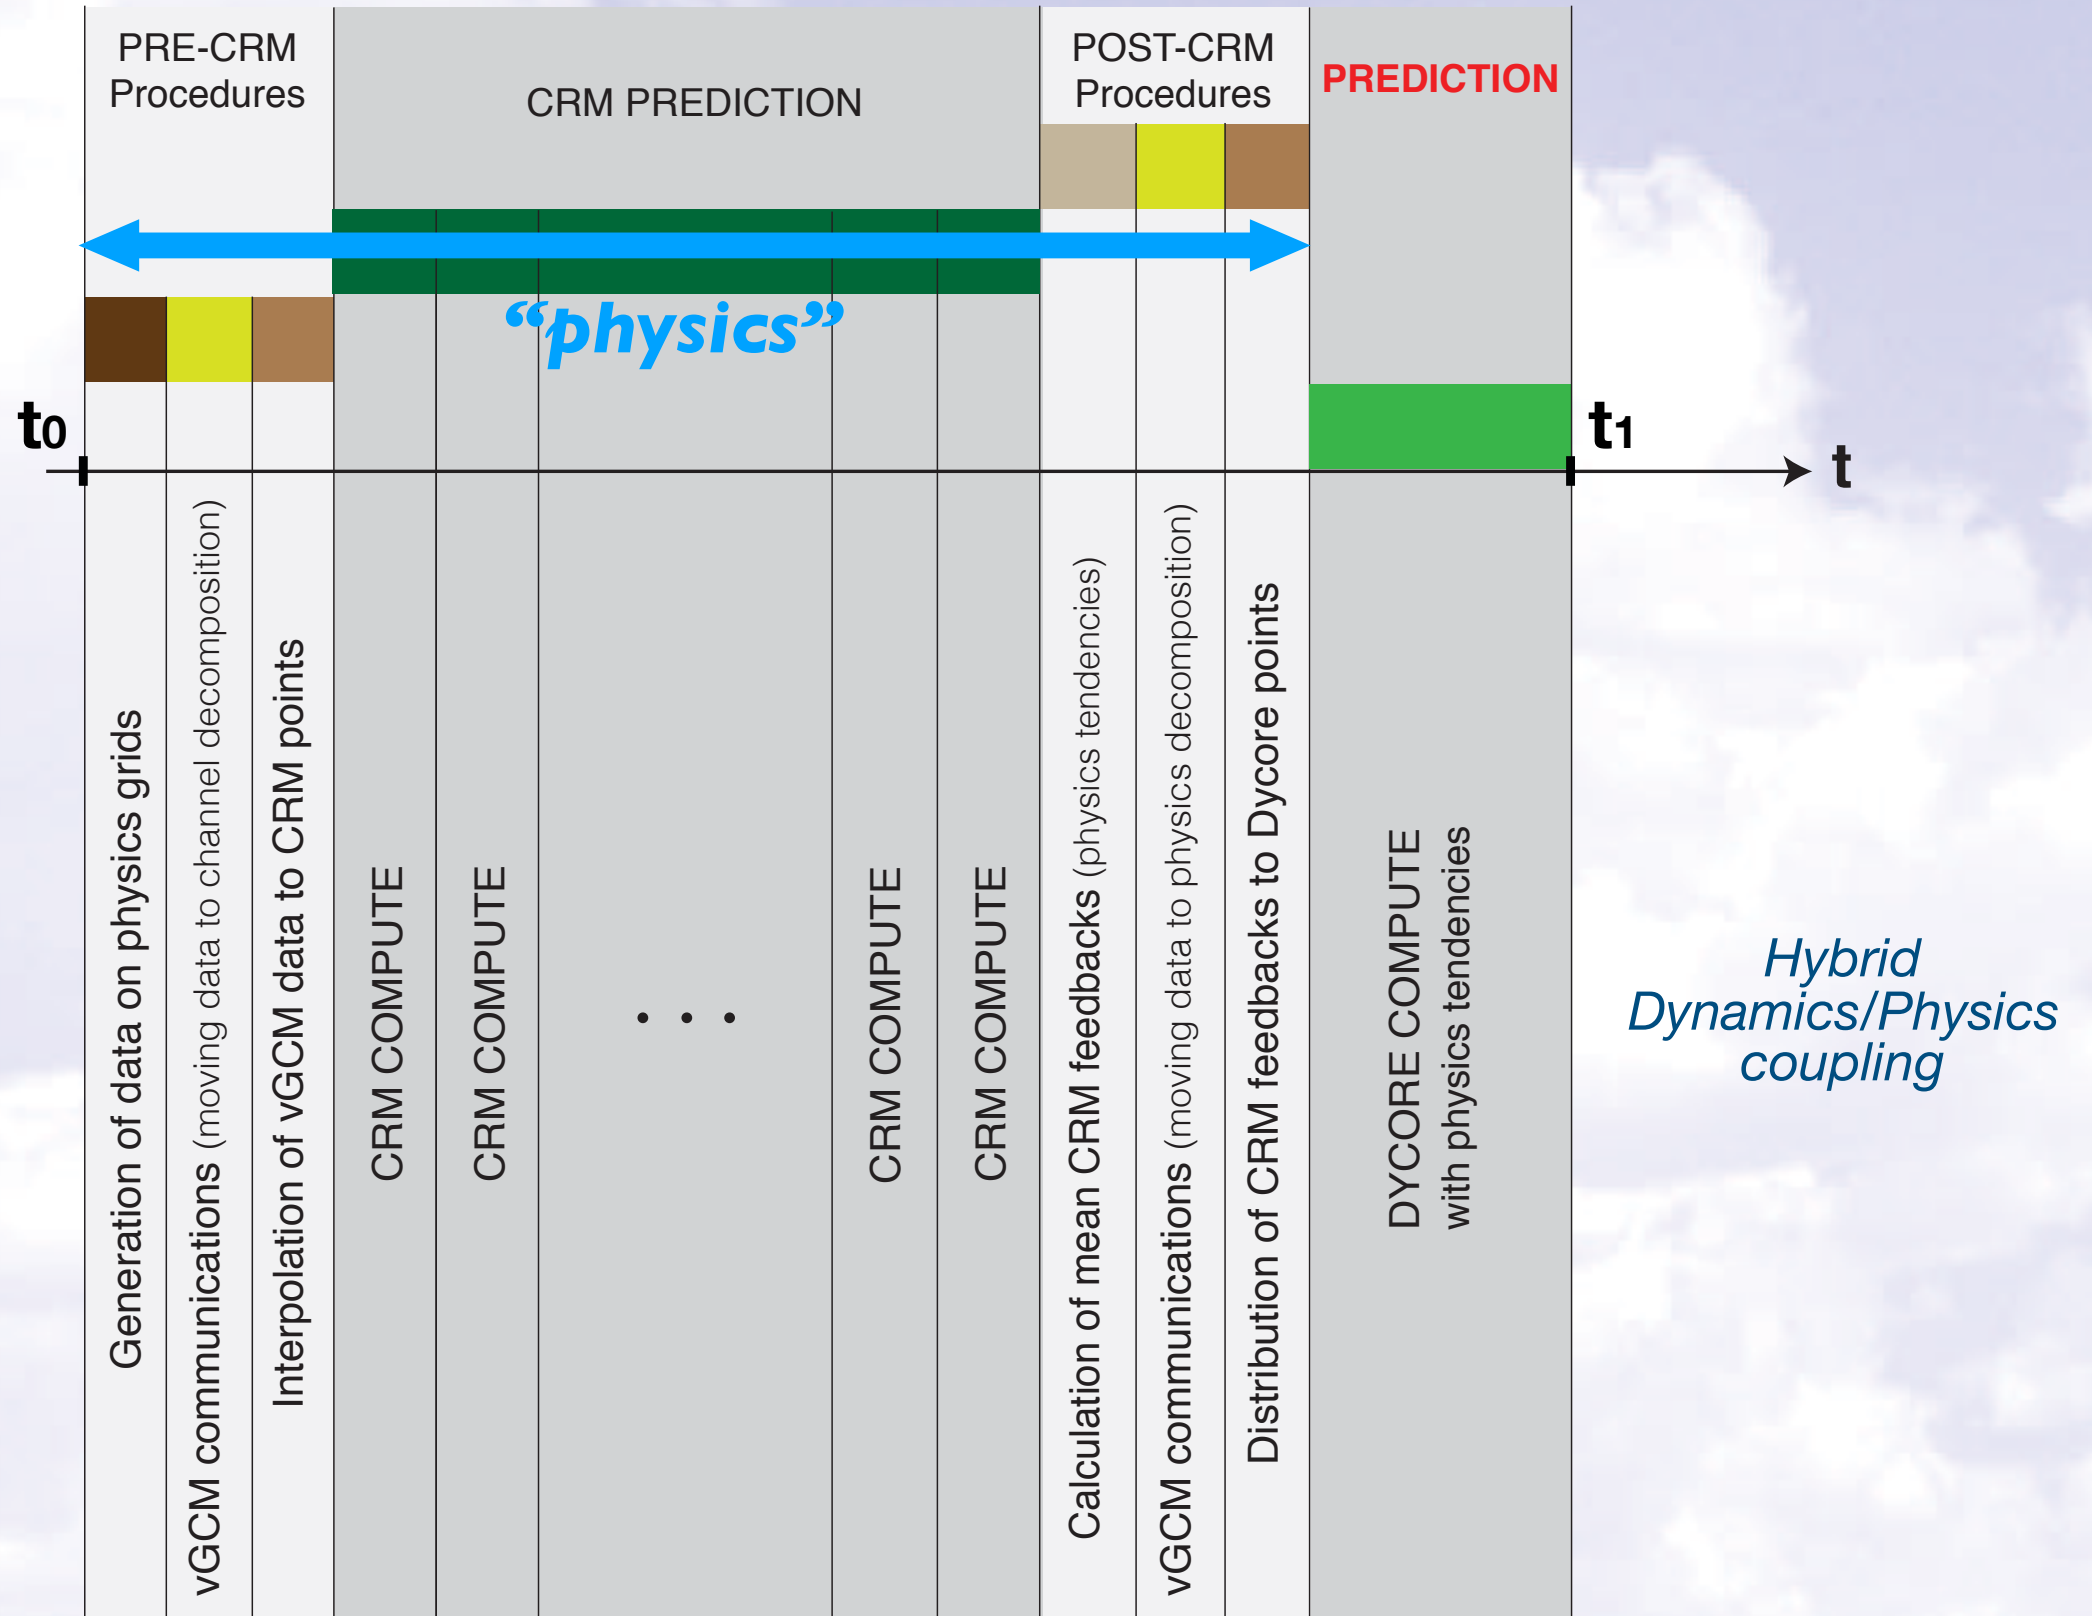 PRE-CRM
Procedures
CRM PREDICTION
POST-CRM
Procedures
PREDICTION
“physics”
t0
t1
t
Generation of data on physics grids
vGCM communications (moving data to channel decomposition)
Interpolation of vGCM data to CRM points
CRM COMPUTE
CRM COMPUTE
. . .
CRM COMPUTE
CRM COMPUTE
Calculation of mean CRM feedbacks (physics tendencies)
vGCM communications (moving data to physics decomposition)
Distribution of CRM feedbacks to Dycore points
DYCORE COMPUTE
with physics tendencies
Hybrid
Dynamics/Physics
coupling